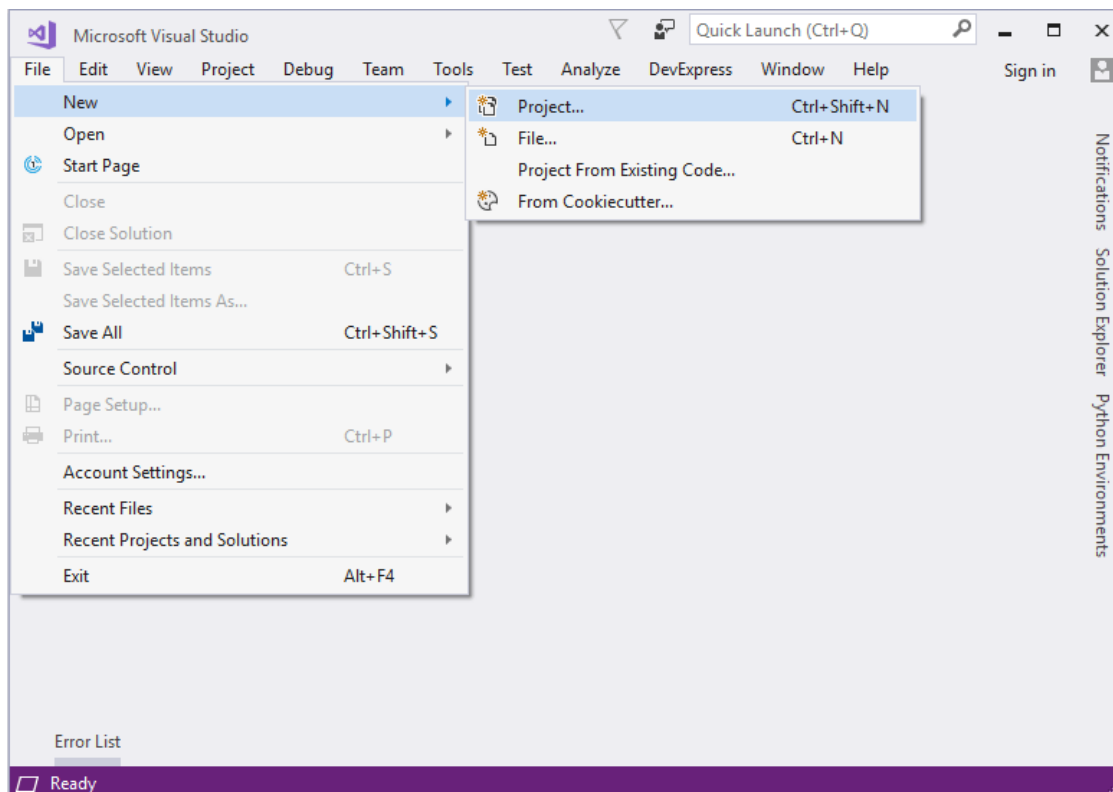 Microsoft Visual Studio
Quick Launch (Ctrl+Q)
File Edit View Project Debug Team Tools Test Analyze DevExpress Window Help Sign in
New
Project... Ctrl+Shift+N
Open
File... Ctrl+N
Start Page
Project From Existing Code...
Close
From Cookiecutter...
Close Solution
Save Selected Items Ctrl+S
Save Selected Items As...
Save All Ctrl+Shift+S
Source Control
Page Setup...
Print... Ctrl+P
Account Settings...
Recent Files
Recent Projects and Solutions
Exit Alt+F4
Notifications
Solution Explorer
Python Environments
Error List
Ready